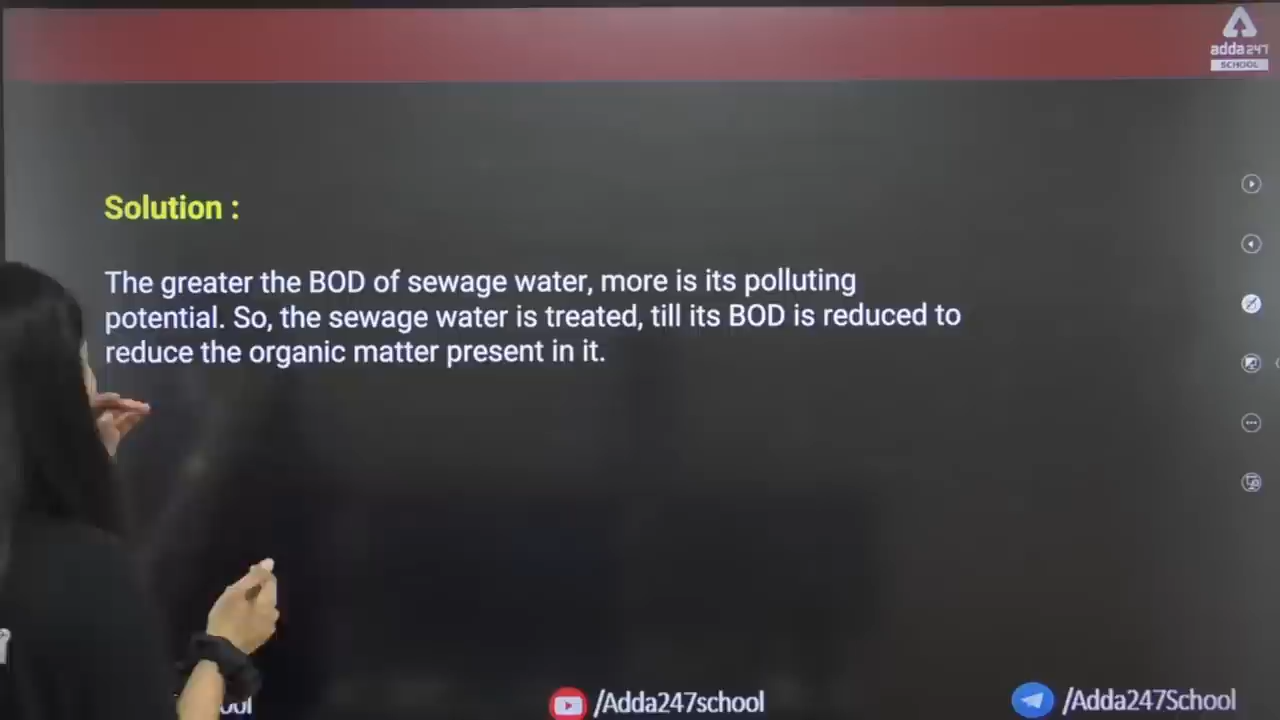 adda247
SCHOOL
Solution :
The greater the BOD of sewage water, more is its polluting
potential. So, the sewage water is treated, till its BOD is reduced to
reduce the organic matter present in it.
/Adda247school
/Adda247School